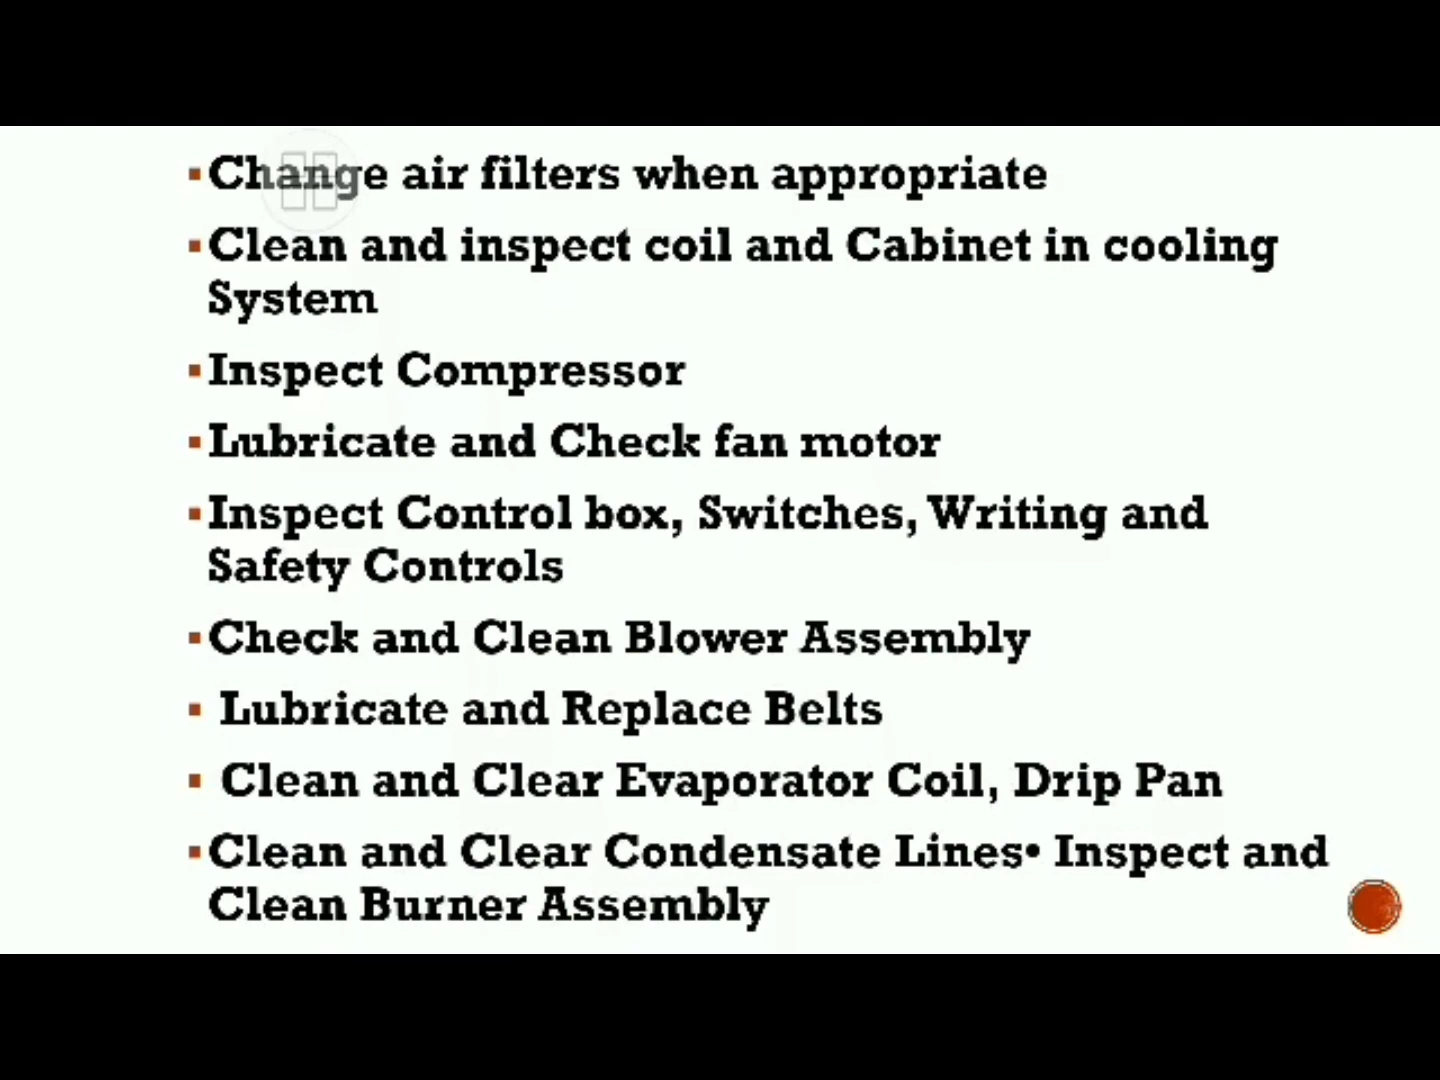 ▪Change air filters when appropriate
▪Clean and inspect coil and Cabinet in cooling
System
▪Inspect Compressor
▪Lubricate and Check fan motor
▪Inspect Control box, Switches, Writing and
Safety Controls
▪Check and Clean Blower Assembly
▪ Lubricate and Replace Belts
▪ Clean and Clear Evaporator Coil, Drip Pan
▪Clean and Clear Condensate Lines• Inspect and
Clean Burner Assembly